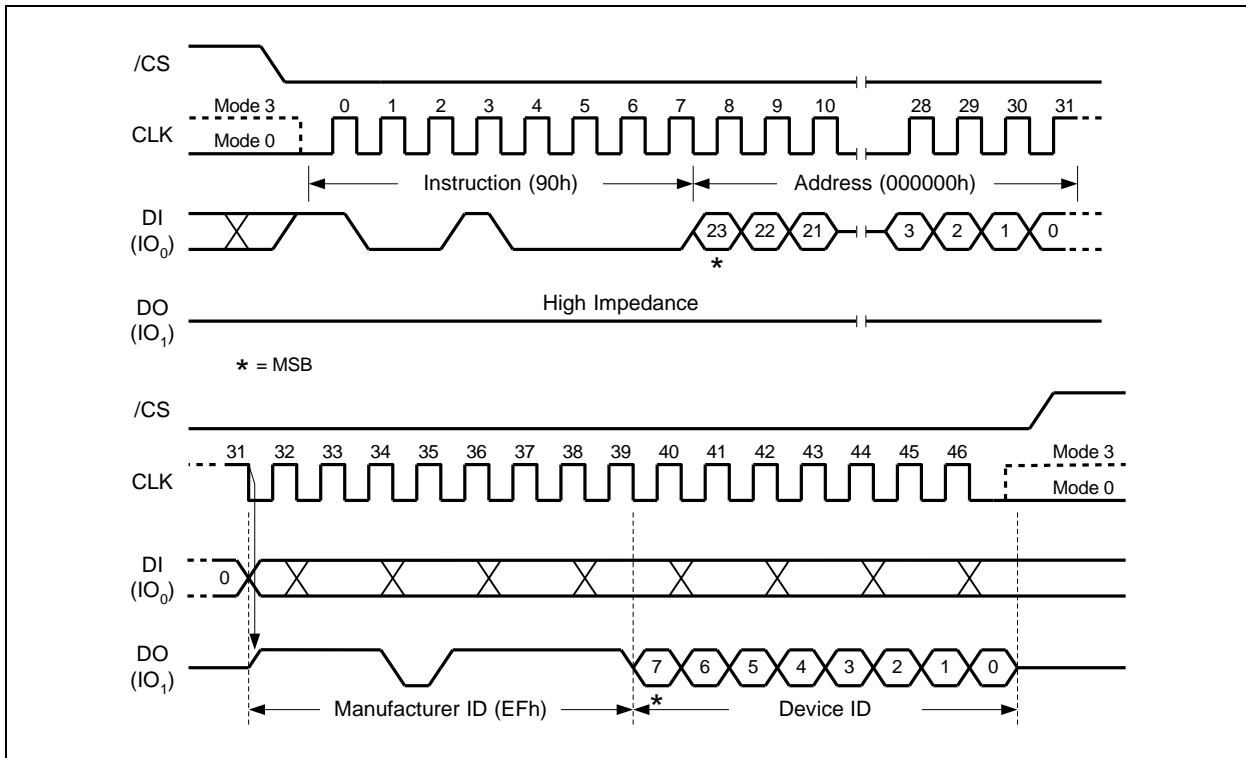 /CS
Mode 3
0 1 2 3 4 5 6 7 8 9 10 28 29 30 31
CLK
Mode 0
Instruction (90h) Address (000000h)
DI
(IO0)
23 22 21 3 2 1 0
*
DO
(IO1)
High Impedance
* = MSB
/CS
31 32 33 34 35 36 37 38 39 40 41 42 43 44 45 46
Mode 3
CLK
Mode 0
DI
(IO0)
0
DO
(IO1)
7 6 5 4 3 2 1 0
*
Manufacturer ID (EFh) Device ID